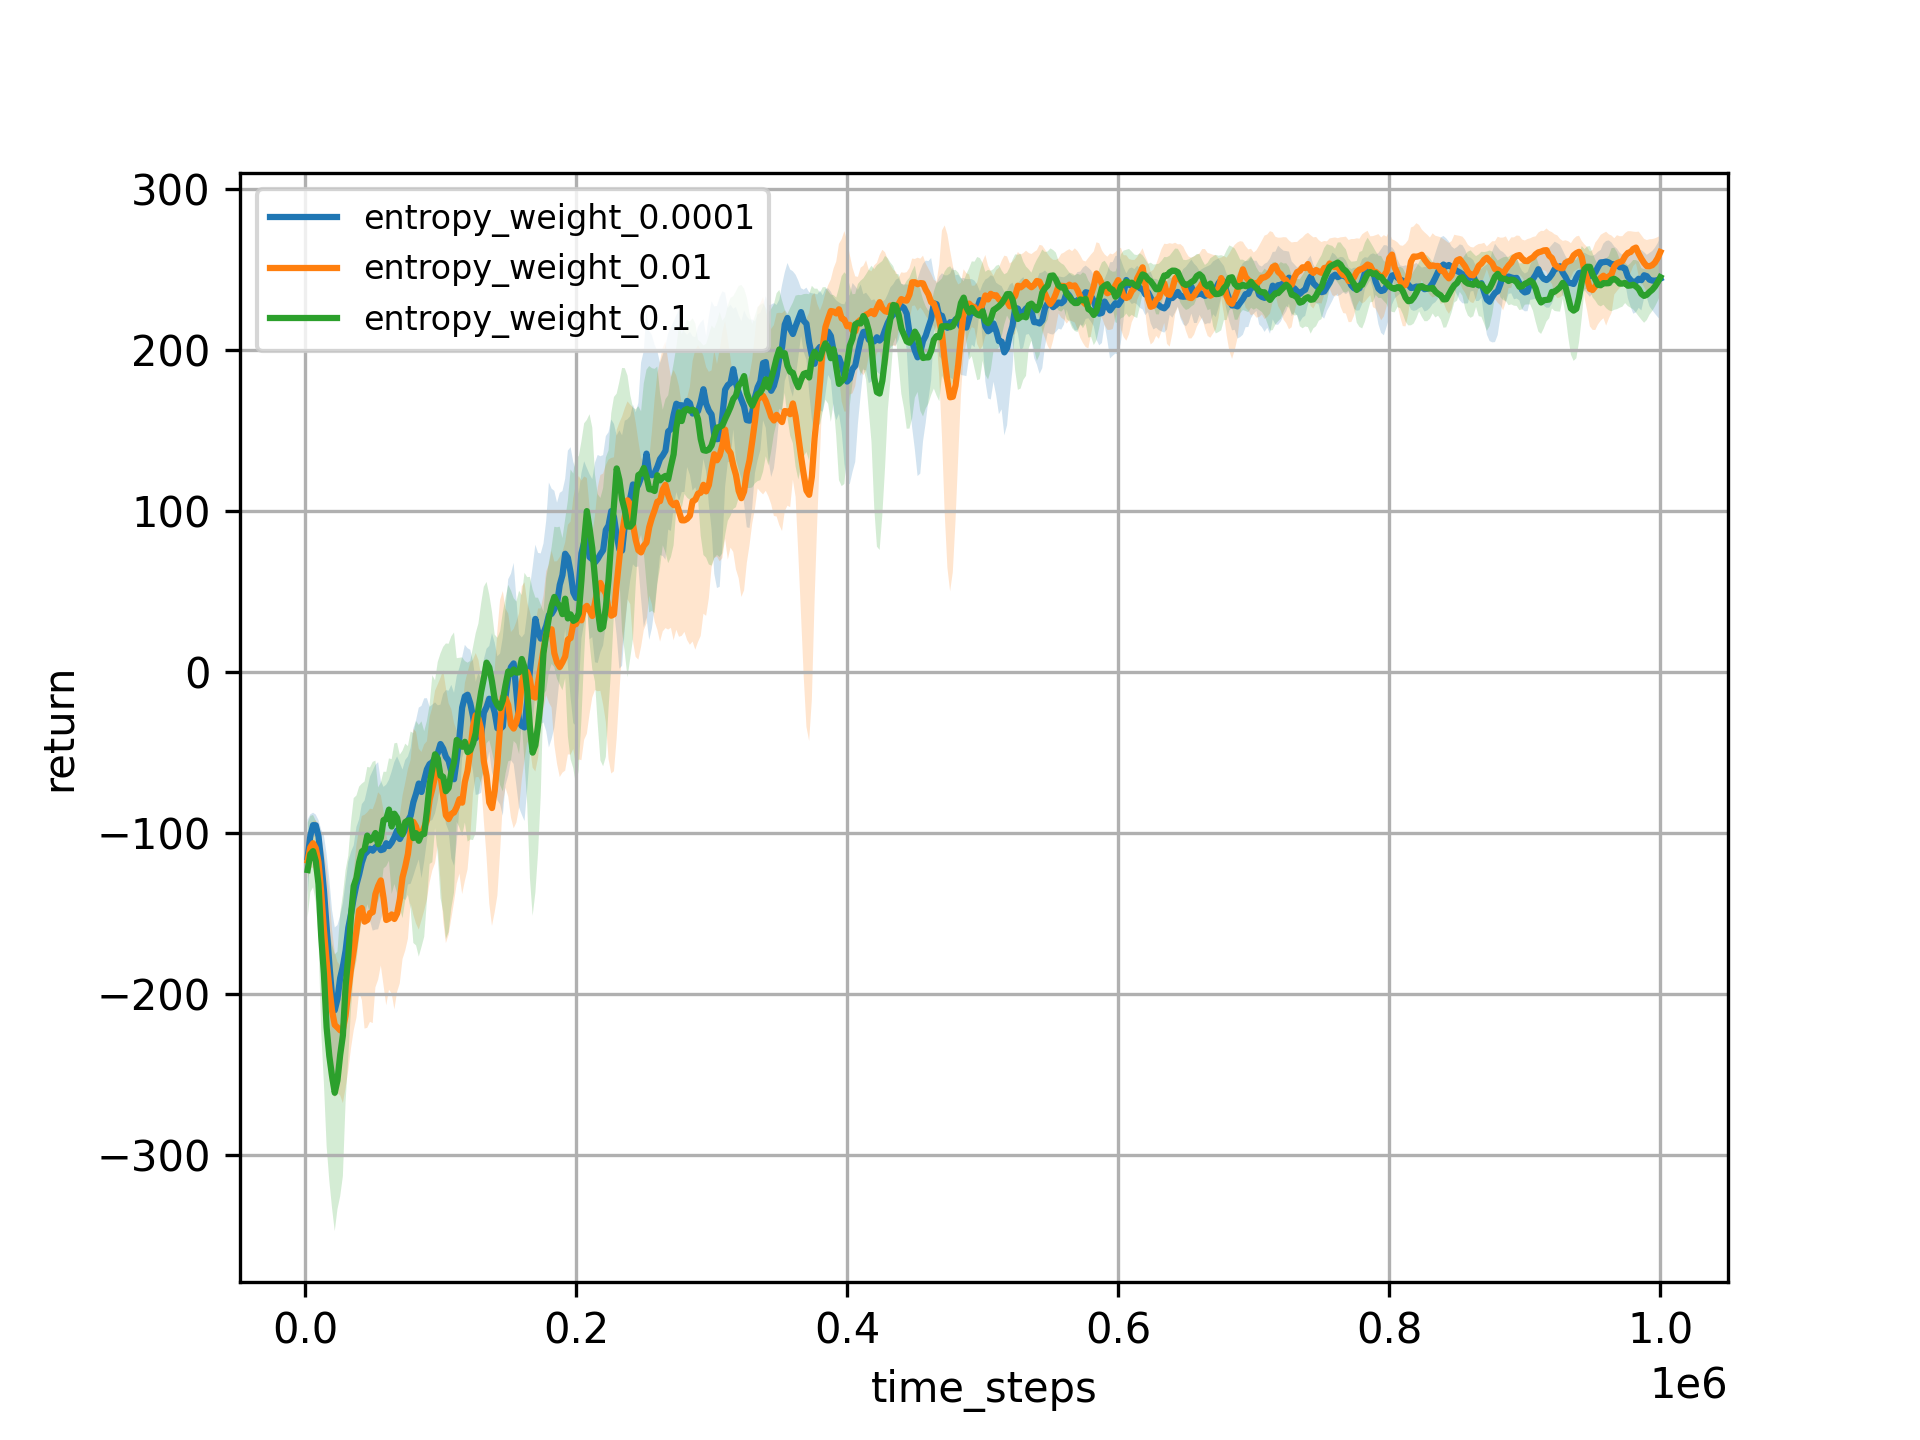 entropy_weight_0.0001
entropy_weight_0.01
entropy_weight_0.1
300
200
100
0
−100
−200
−300
return
0.0 0.2 0.4 0.6 0.8 1.0
time_steps
1e6